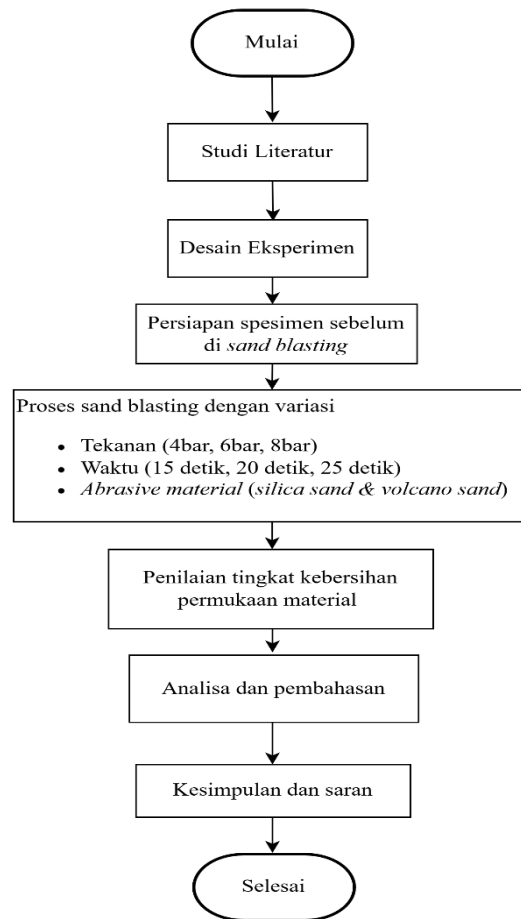 Mulai
Studi Literatur
Desain Eksperimen
Persiapan spesimen sebelum
di sand blasting
Proses sand blasting dengan variasi
• Tekanan (4bar, 6bar, 8bar)
• Waktu (15 detik, 20 detik, 25 detik)
• Abrasive material (silica sand & volcano sand)
Penilaian tingkat kebersihan
permukaan material
Analisa dan pembahasan
Kesimpulan dan saran
Selesai